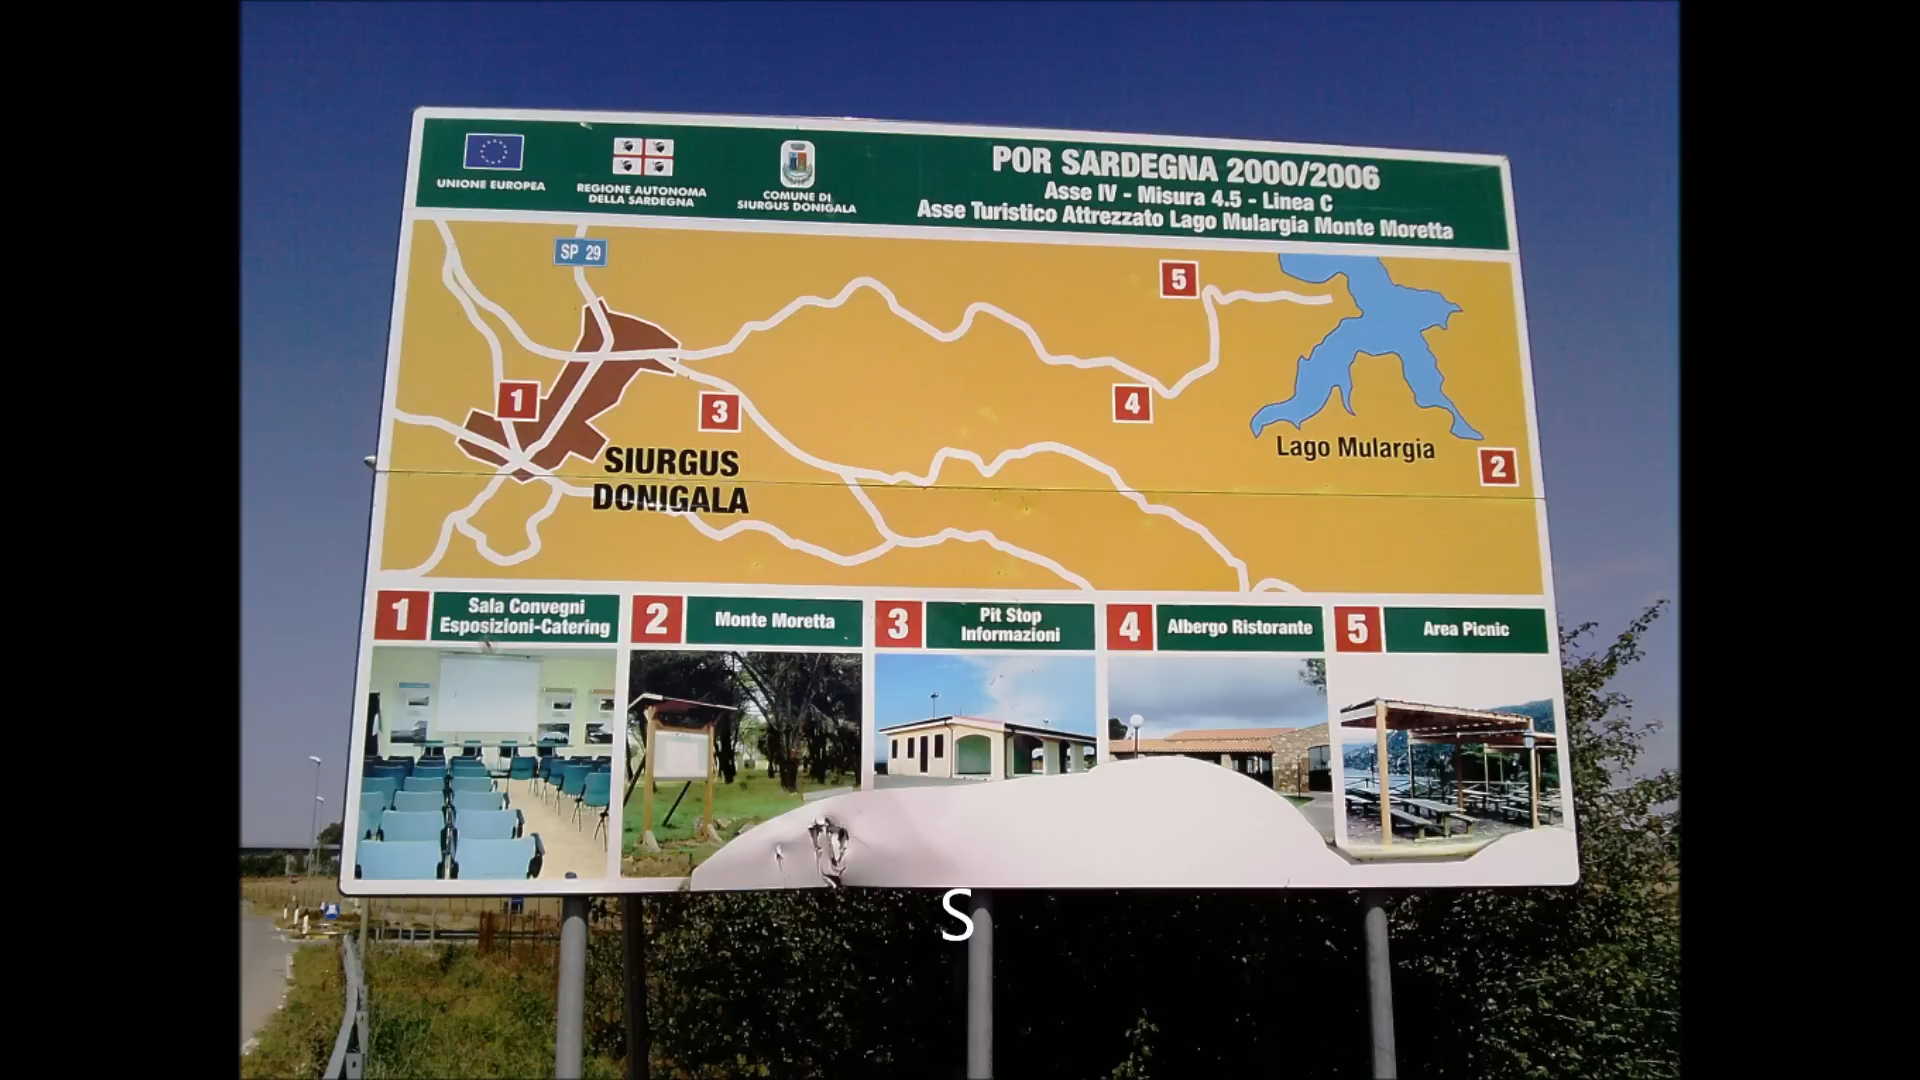 UNIONE EUROPEA
REGIONE AUTONOMA
DELLA SARDEGNA
COMUNE DI
SIURGUS DONIGALA
POR SARDEGNA 2000/2006
Asse IV - Misura 4.5 - Linea C
Asse Turistico Attrezzato Lago Mulargia Monte Moretta
SP 29
5
1
3
4
SIURGUS
DONIGALA
Lago Mulargia
2
1
Sala Convegni
Esposizioni-Catering
2
Monte Moretta
3
Pit Stop
Informazioni
4
Albergo Ristorante
5
Area Picnic
S